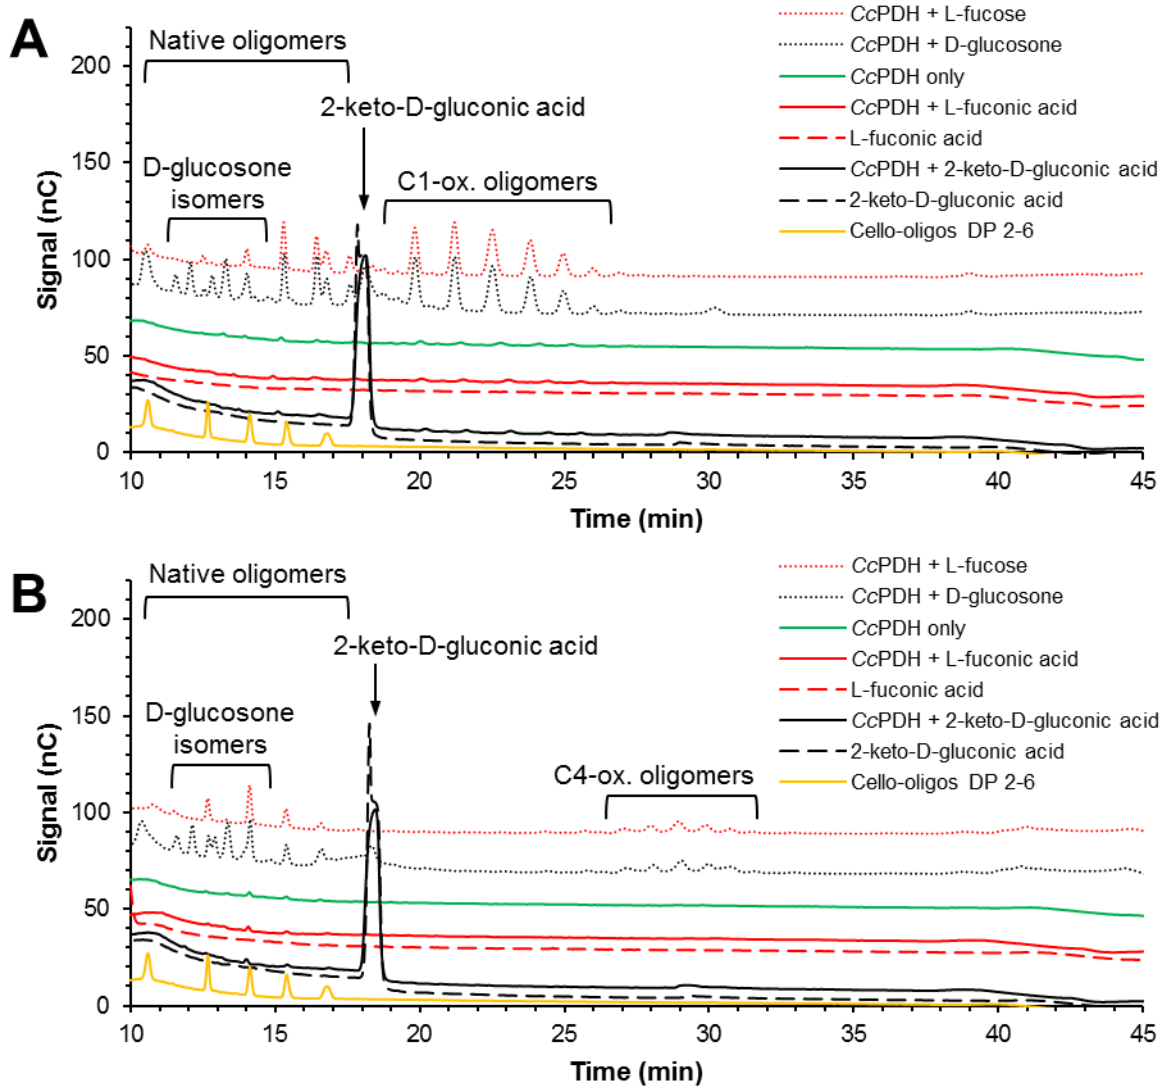 A
Native oligomers
2-keto-D-gluconic acid
D-glucosone
isomers
C1-ox. oligomers
CcPDH + L-fucose
CcPDH + D-glucosone
CcPDH only
CcPDH + L-fuconic acid
L-fuconic acid
CcPDH + 2-keto-D-gluconic acid
2-keto-D-gluconic acid
Cello-oligos DP 2-6
Signal (nC)
200
150
100
50
0
10 15 20 25 30 35 40 45
Time (min)
B
Native oligomers
2-keto-D-gluconic acid
D-glucosone
isomers
C4-ox. oligomers
CcPDH + L-fucose
CcPDH + D-glucosone
CcPDH only
CcPDH + L-fuconic acid
L-fuconic acid
CcPDH + 2-keto-D-gluconic acid
2-keto-D-gluconic acid
Cello-oligos DP 2-6
Signal (nC)
200
150
100
50
0
10 15 20 25 30 35 40 45
Time (min)